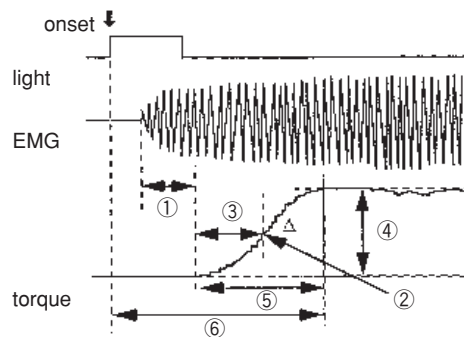 onset
light
EMG
① ③ Δ ④
⑤ ②
torque
⑥